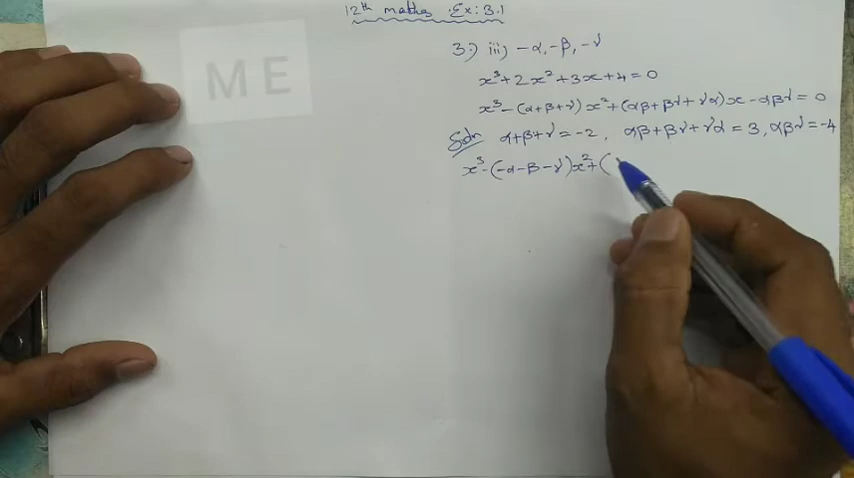 12th maths Ex: 3.1
ME
3.) iii) -α, -β, -γ
x³+2x²+3x+4=0
x³-(α+β+γ)x²+(αβ+βγ+γα)x-αβγ=0
Soln α+β+γ=-2, αβ+βγ+γα=3, αβγ=-4
x³-(-α-β-γ)x²+(